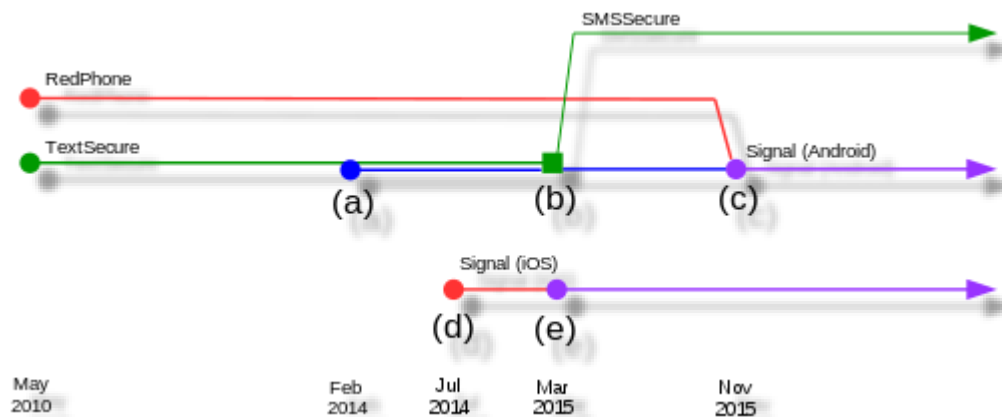 SMSSecure
RedPhone
TextSecure
Signal (Android)
(a)
(b)
(c)
Signal (iOS)
(d)
(e)
May
2010
Feb
2014
Jul
2014
Mar
2015
Nov
2015